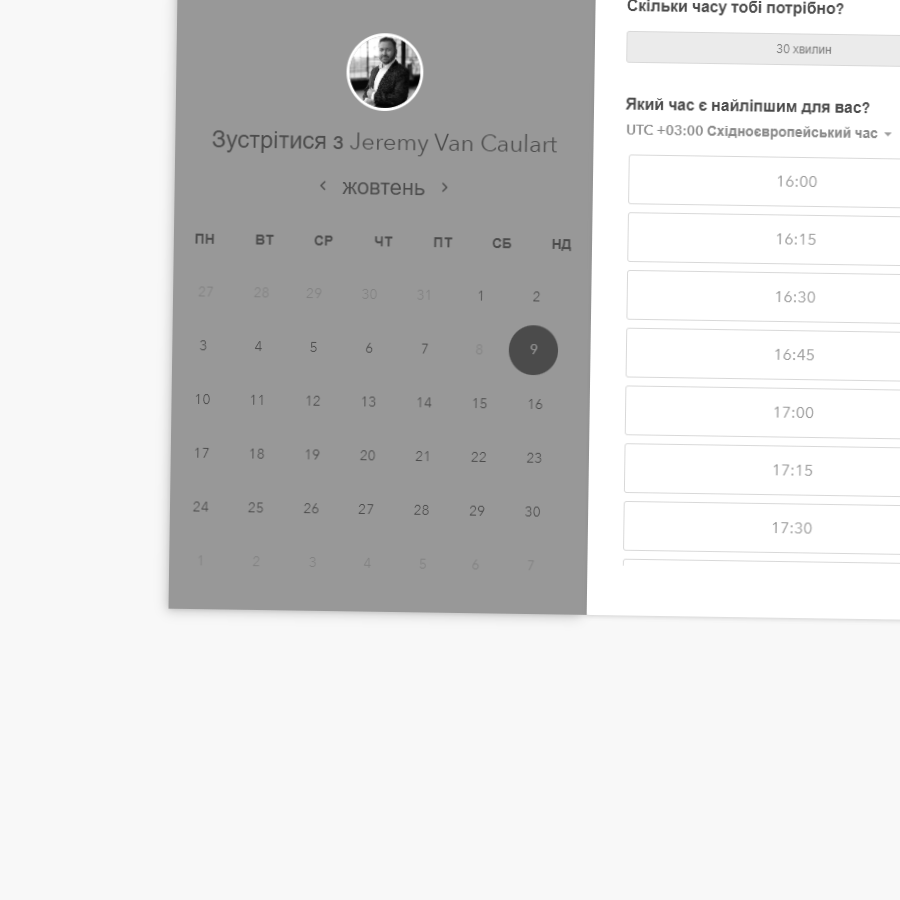 Зустрітися з Jeremy Van Caulart
жовтень
ПН ВТ СР ЧТ ПТ СБ НД
27 28 29 30 31 1 2
3 4 5 6 7 8 9
10 11 12 13 14 15 16
17 18 19 20 21 22 23
24 25 26 27 28 29 30
1 2 3 4 5 6 7
Скільки часу тобі потрібно?
30 хвилин
Який час є найліпшим для вас?
UTC +03:00 Східноєвропейський час
16:00
16:15
16:30
16:45
17:00
17:15
17:30